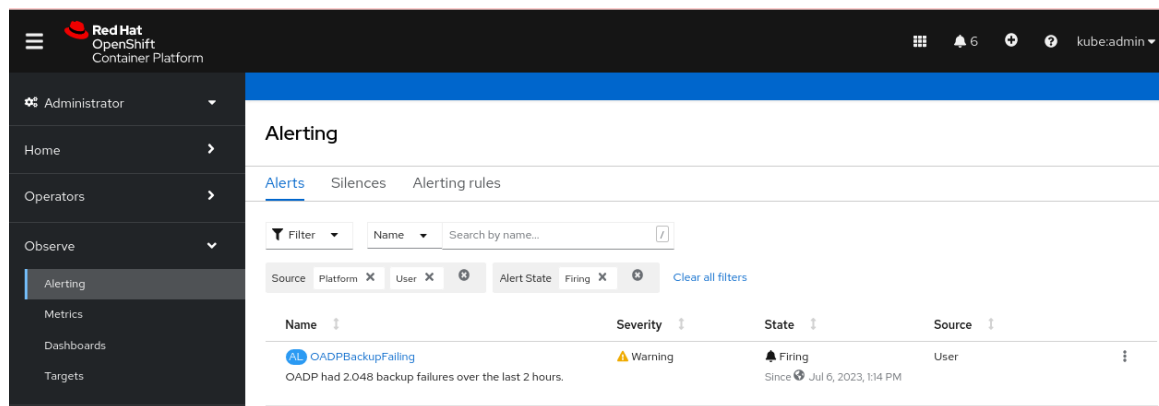 Red Hat
OpenShift
Container Platform
6
kube:admin
Administrator
Home
Operators
Observe
Alerting
Metrics
Dashboards
Targets
Alerting
Alerts Silences Alerting rules
Filter Name Search by name... /
Source Platform User Alert State Firing Clear all filters
Name Severity State Source
AL OADPBackupFailing Warning Firing User
OADP had 2.048 backup failures over the last 2 hours. Since Jul 6, 2023, 1:14 PM